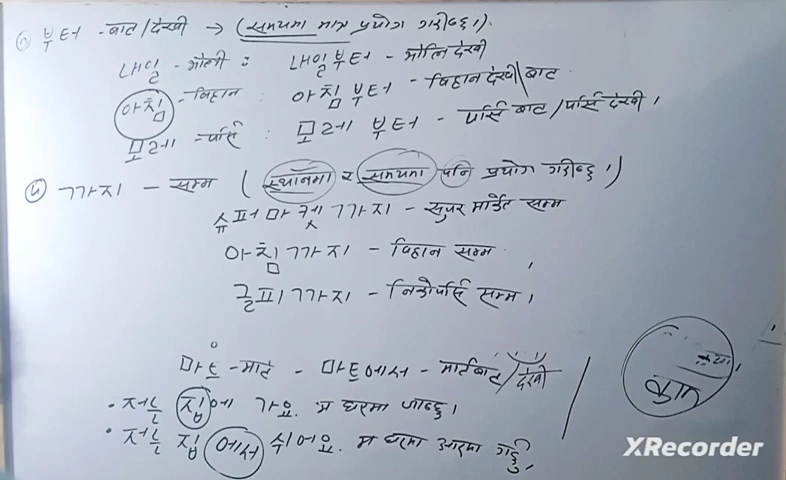 ३) 부터 - बाट/देखी → (समयमा मात्र प्रयोग गरीन्छ।)
내일 - भोली : 내일부터 - भोलि देखी
아침 - विहान : 아침 부터 - विहान देखी/बाट
모레 - पर्सि : 모레 부터 - पर्सि बाट/पर्सि देखी।
४) 까지 - सम्म ( स्थानमा र समयमा पनि प्रयोग गरीन्छ।)
슈퍼마켓까지 - सुपर मार्केट सम्म
아침까지 - विहान सम्म
글피까지 - निकोपर्सि सम्म।
마트 - मार्ट - 마트에서 - मार्टबाट/देखी
• 저는 집에 가요. म घरमा जान्छु।
• 저는 집에서 쉬어요. म घरमा आराम गर्छु।
XRecorder